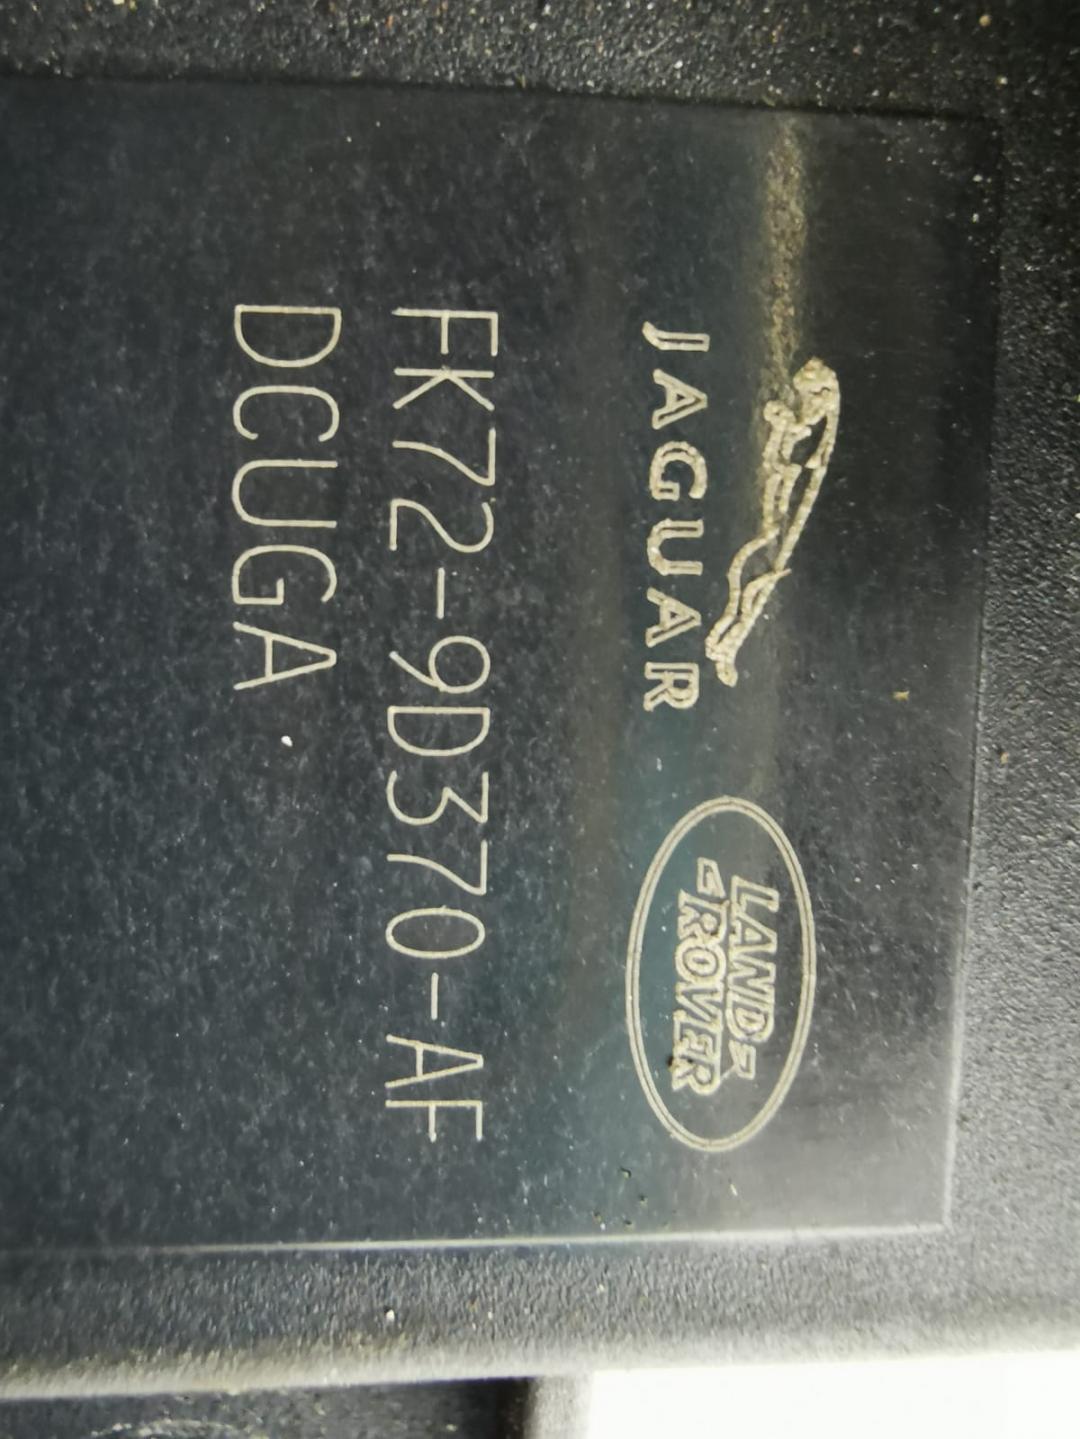 JAGUAR
LAND
ROVER
FK72-9D370-AF
DCUGA